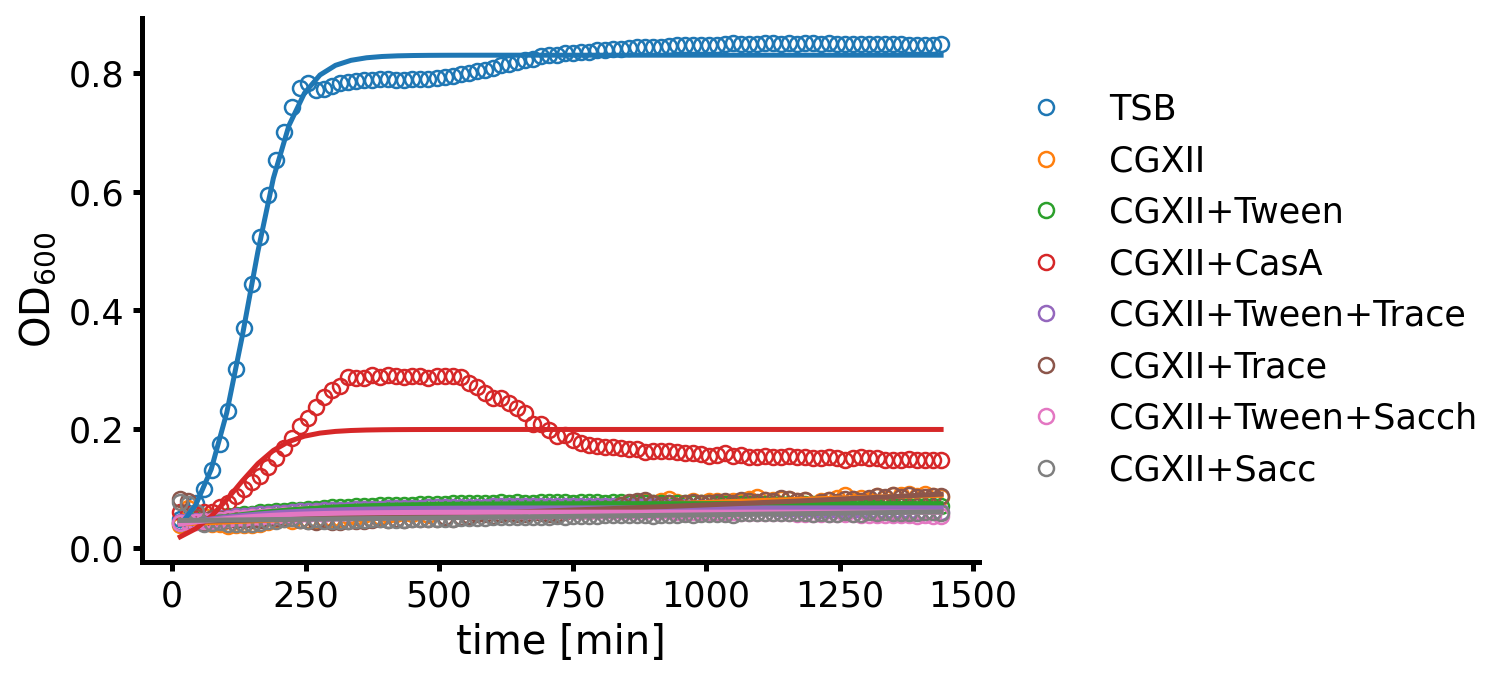 0.8
0.6
0.4
0.2
0.0
OD600
0
250
500
750
1000
1250
1500
time [min]
TSB
CGXII
CGXII+Tween
CGXII+CasA
CGXII+Tween+Trace
CGXII+Trace
CGXII+Tween+Sacch
CGXII+Sacc